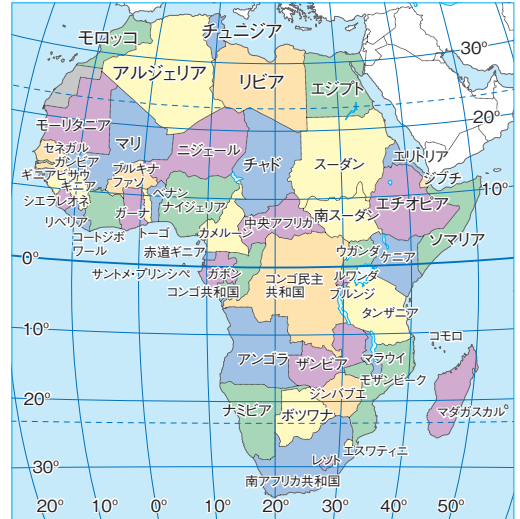 チュニジア
モロッコ
30°
アルジェリア
リビア
エジプト
20°
モーリタニア
マリ
ニジェール
チャド
スーダン
エリトリア
セネガル
ガンビア
ギニアビサウ
ギニア
ブルキナ
ファソ
ジブチ
10°
シエラレオネ
ベナン
ナイジェリア
エチオピア
リベリア
ガーナ
中央アフリカ
南スーダン
コートジボ
ワール
トーゴ
カメルーン
ソマリア
赤道ギニア
ウガンダ
ケニア
0°
サントメ・プリンシペ
ガボン
コンゴ民主
共和国
ルワンダ
コンゴ共和国
ブルンジ
タンザニア
10°
コモロ
アンゴラ
ザンビア
マラウイ
モザンビーク
20°
ジンバブエ
ナミビア
ボツワナ
マダガスカル
エスワティニ
レソト
30°
南アフリカ共和国
20°
10°
0°
10°
20°
30°
40°
50°